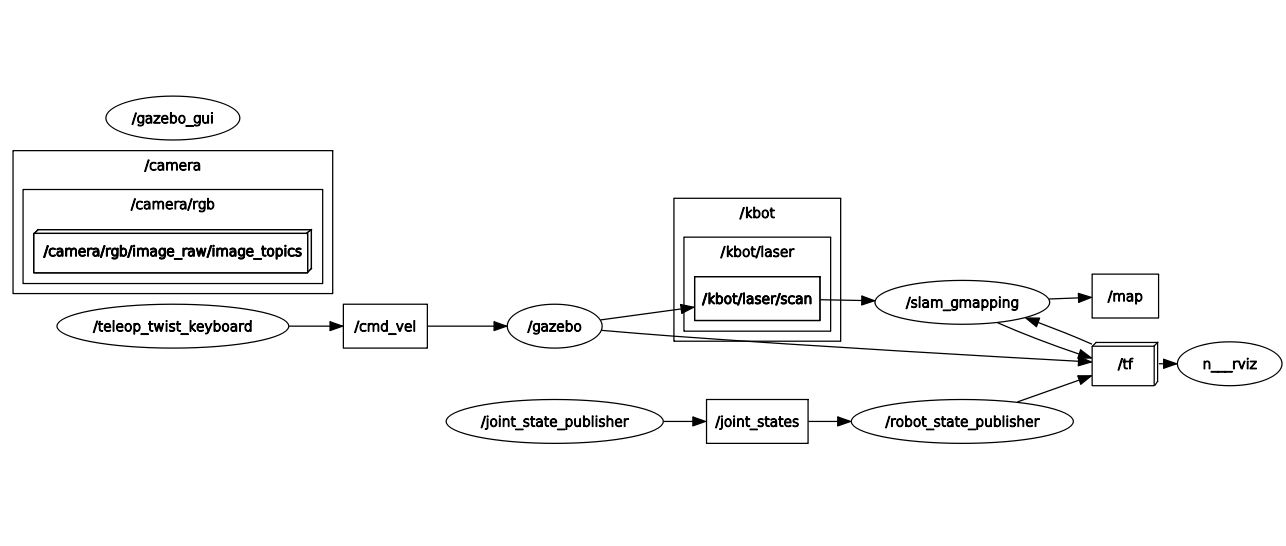 /gazebo_gui
/camera
/camera/rgb
/camera/rgb/image_raw/image_topics
/teleop_twist_keyboard
/cmd_vel
/gazebo
/kbot
/kbot/laser
/kbot/laser/scan
/slam_gmapping
/map
/tf
n___rviz
/joint_state_publisher
/joint_states
/robot_state_publisher